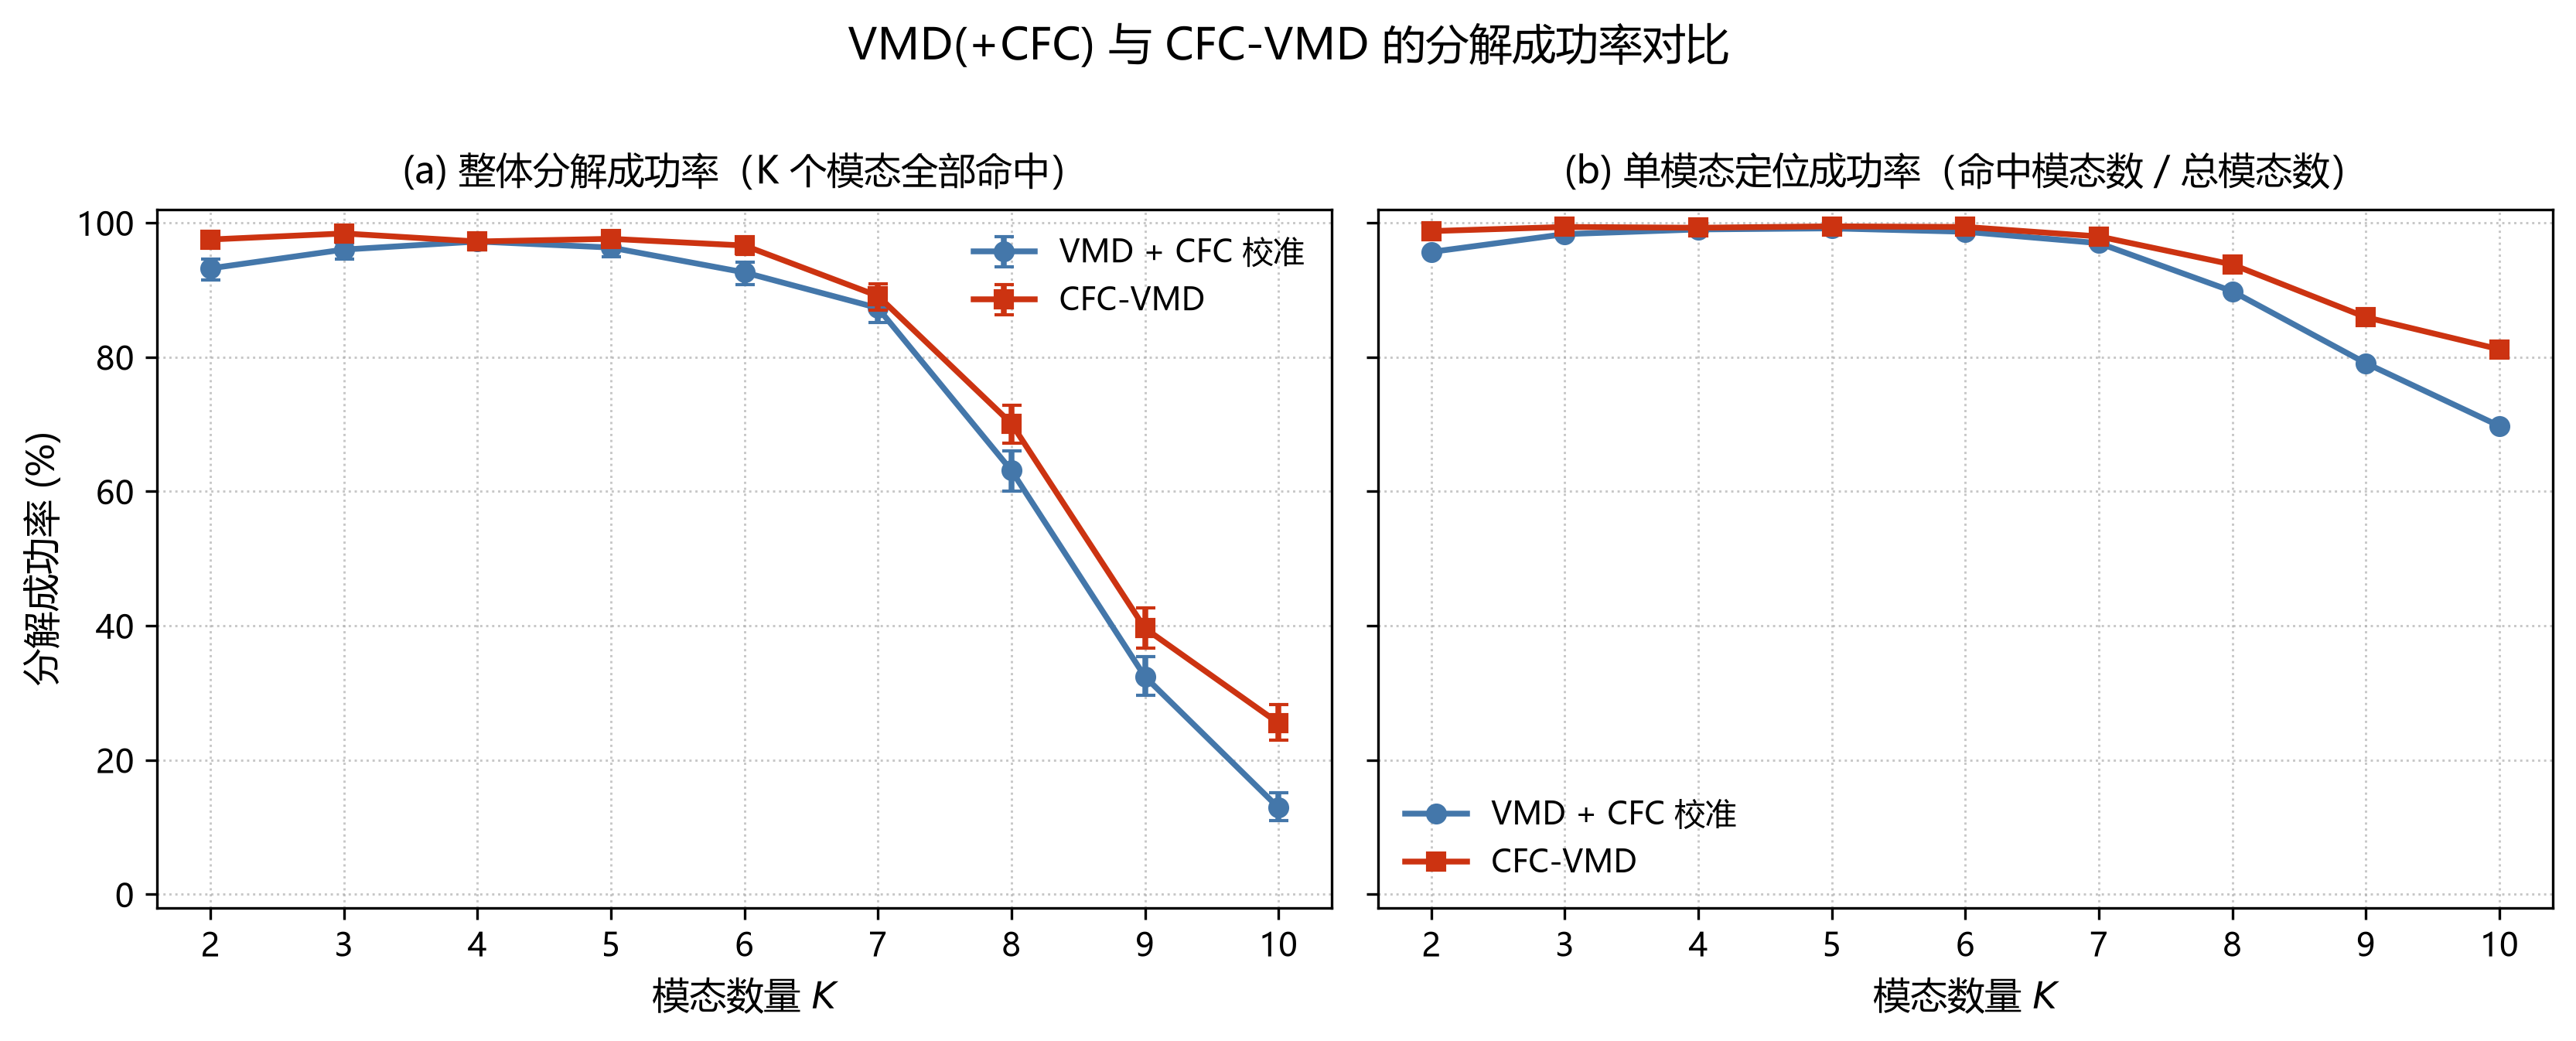 VMD(+CFC) 与 CFC-VMD 的分解成功率对比
(a) 整体分解成功率（K 个模态全部命中）
分解成功率 (%)
100
80
60
40
20
0
VMD + CFC 校准
CFC-VMD
2 3 4 5 6 7 8 9 10
模态数量 K
(b) 单模态定位成功率（命中模态数 / 总模态数）
VMD + CFC 校准
CFC-VMD
2 3 4 5 6 7 8 9 10
模态数量 K